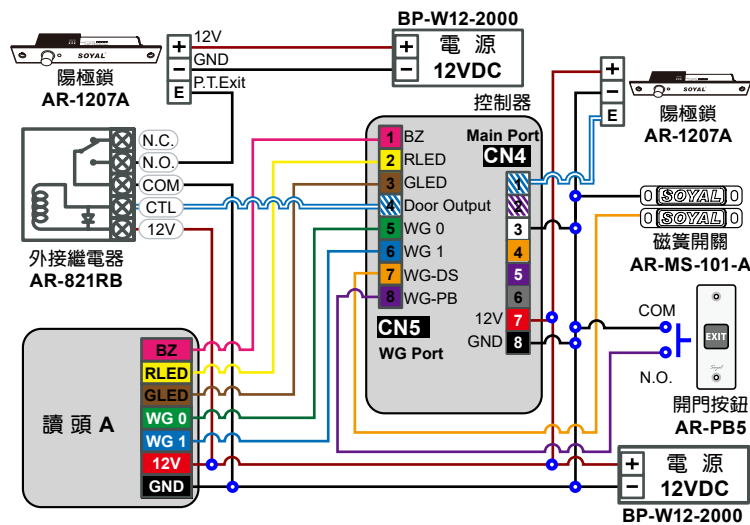 BP-W12-2000
電源
12VDC
12V
GND
P.T.Exit
+
−
E
+
−
SOYAL
陽極鎖
AR-1207A
N.C.
N.O.
COM
CTL
12V
外接繼電器
AR-821RB
控制器
Main Port
CN4
1 BZ
2 RLED
3 GLED
4 Door Output
5 WG 0
6 WG 1
7 WG-DS
8 WG-PB
CN5
WG Port
1
2
3
4
5
6
12V 7
GND 8
+
−
E
SOYAL
陽極鎖
AR-1207A
SOYAL
SOYAL
磁簧開關
AR-MS-101-A
COM
N.O.
EXIT
Soyal
開門按鈕
AR-PB5
讀頭 A
BZ
RLED
GLED
WG 0
WG 1
12V
GND
+
−
電源
12VDC
BP-W12-2000